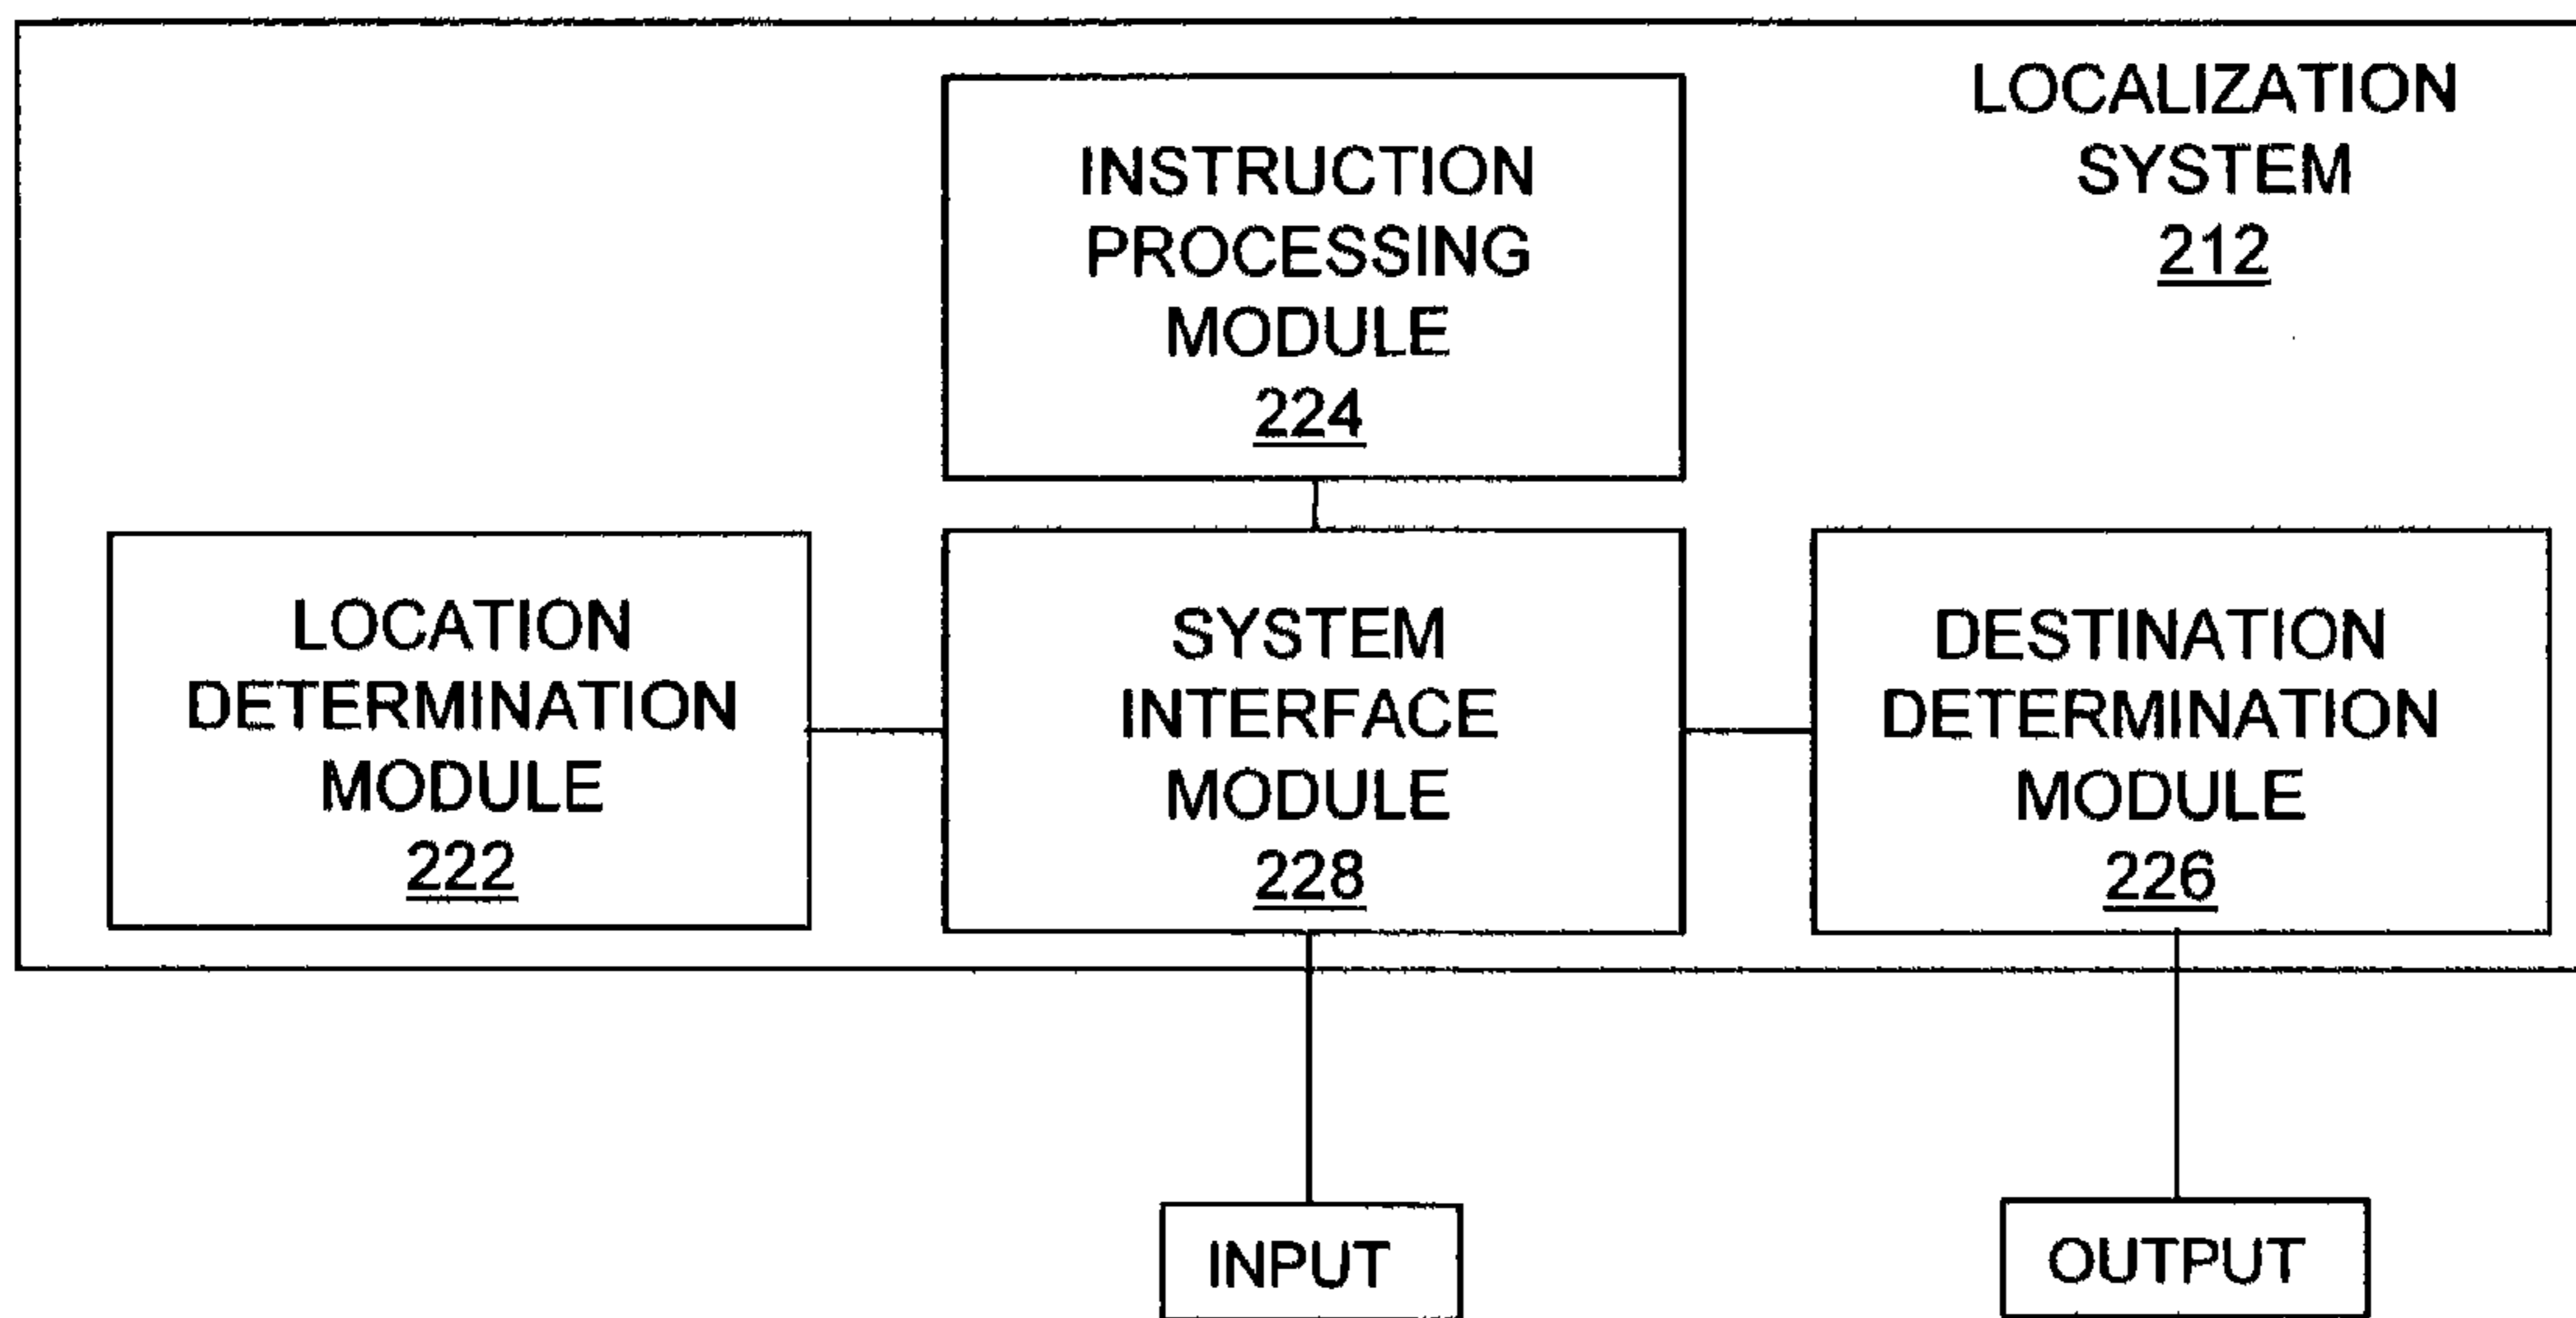 LOCALIZATION
SYSTEM
212
INSTRUCTION
PROCESSING
MODULE
224
LOCATION
DETERMINATION
MODULE
222
SYSTEM
INTERFACE
MODULE
228
DESTINATION
DETERMINATION
MODULE
226
INPUT
OUTPUT